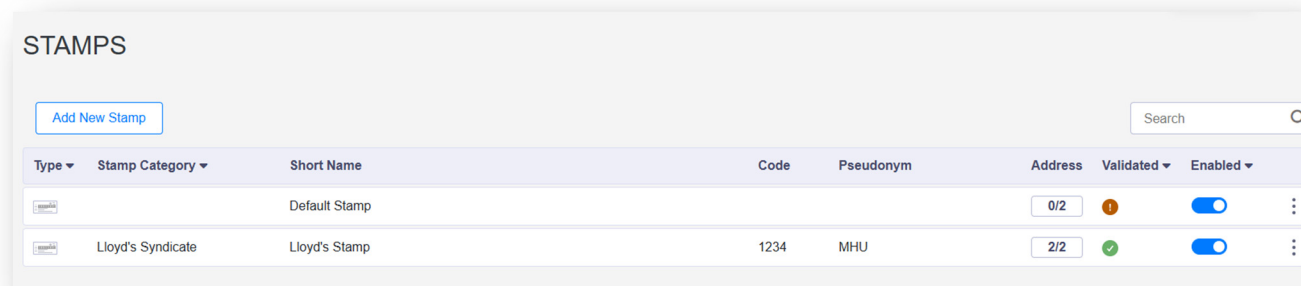 STAMPS
Add New Stamp
Search
Type Stamp Category Short Name Code Pseudonym Address Validated Enabled
Default Stamp 0/2
Lloyd's Syndicate Lloyd's Stamp 1234 MHU 2/2